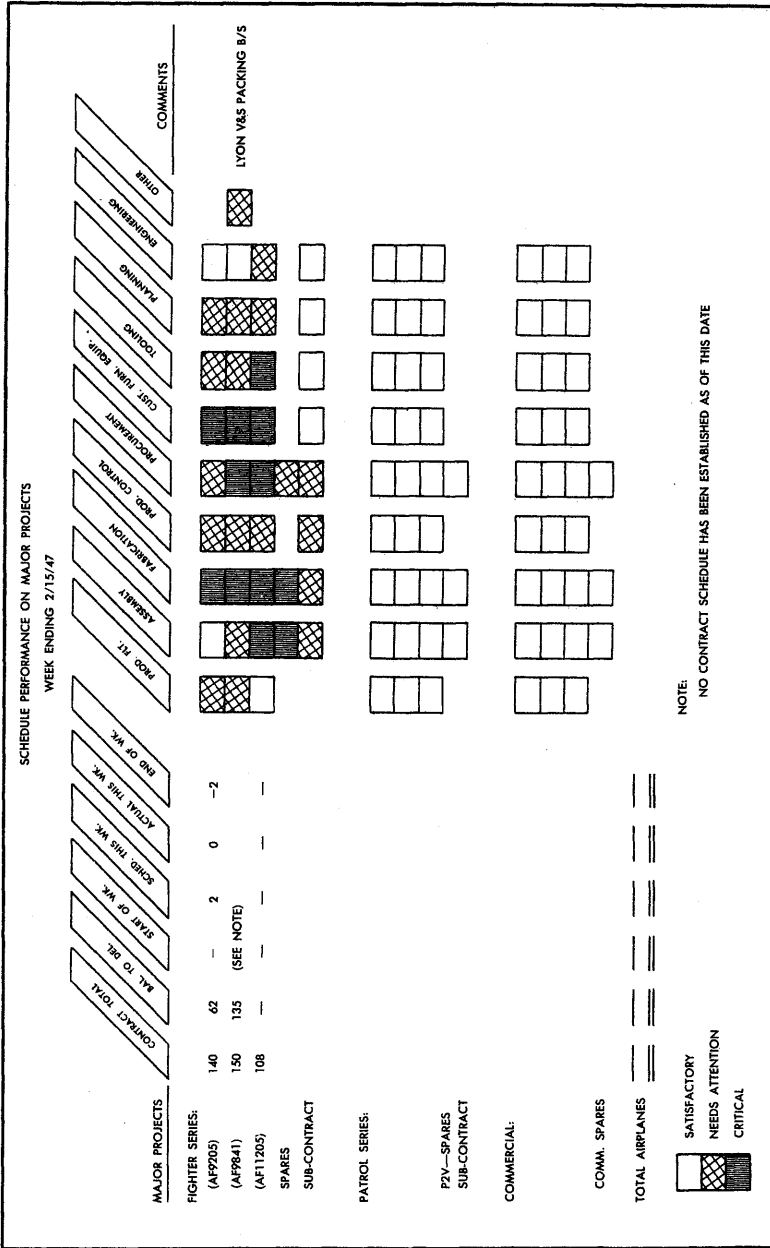 SCHEDULE PERFORMANCE ON MAJOR PROJECTS
WEEK ENDING 2/15/47
MAJOR PROJECTS
CONTRACT TOTAL
BAL. TO DEL.
START OF WK.
SCHED. THIS WK.
ACTUAL THIS WK.
END OF WK.
PROD. FLT.
ASSEMBLY
FABRICATION
PROD. CONTROL
PROCUREMENT
CUST. FURN. EQUIP.
TOOLING
PLANNING
ENGINEERING
OTHER
COMMENTS
FIGHTER SERIES:
(AF9205) 140 62 — 2 0 —2
(AF9841) 150 135 (SEE NOTE) LYON V&S PACKING B/S
(AF11205) 108 — — — — —
SPARES
SUB-CONTRACT
PATROL SERIES:
P2V—SPARES
SUB-CONTRACT
COMMERCIAL:
COMM. SPARES
TOTAL AIRPLANES
SATISFACTORY
NEEDS ATTENTION
CRITICAL
NOTE:
NO CONTRACT SCHEDULE HAS BEEN ESTABLISHED AS OF THIS DATE